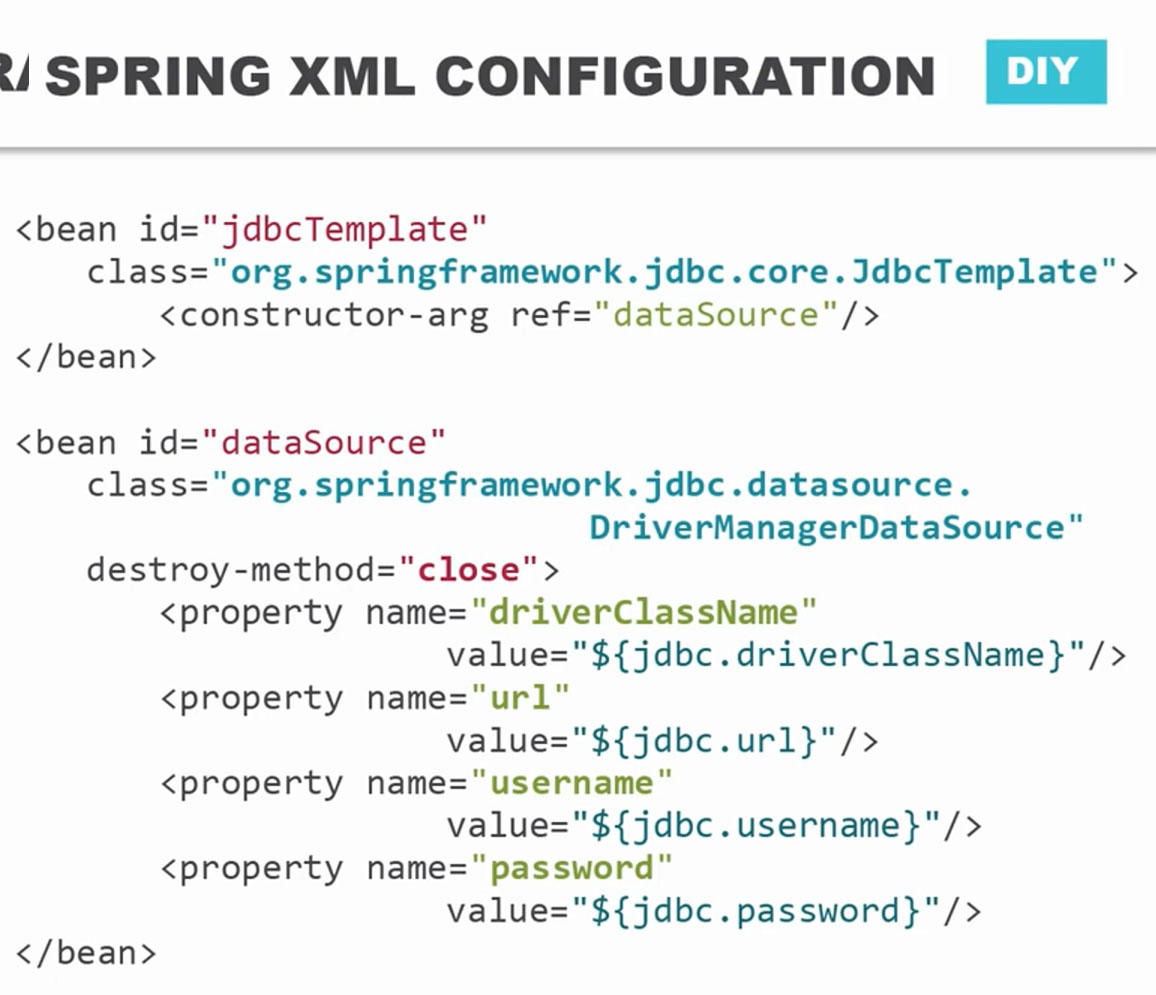 SPRING XML CONFIGURATION DIY
<bean id="jdbcTemplate"
class="org.springframework.jdbc.core.JdbcTemplate">
<constructor-arg ref="dataSource"/>
</bean>
<bean id="dataSource"
class="org.springframework.jdbc.datasource.
DriverManagerDataSource"
destroy-method="close">
<property name="driverClassName"
value="${jdbc.driverClassName}"/>
<property name="url"
value="${jdbc.url}"/>
<property name="username"
value="${jdbc.username}"/>
<property name="password"
value="${jdbc.password}"/>
</bean>